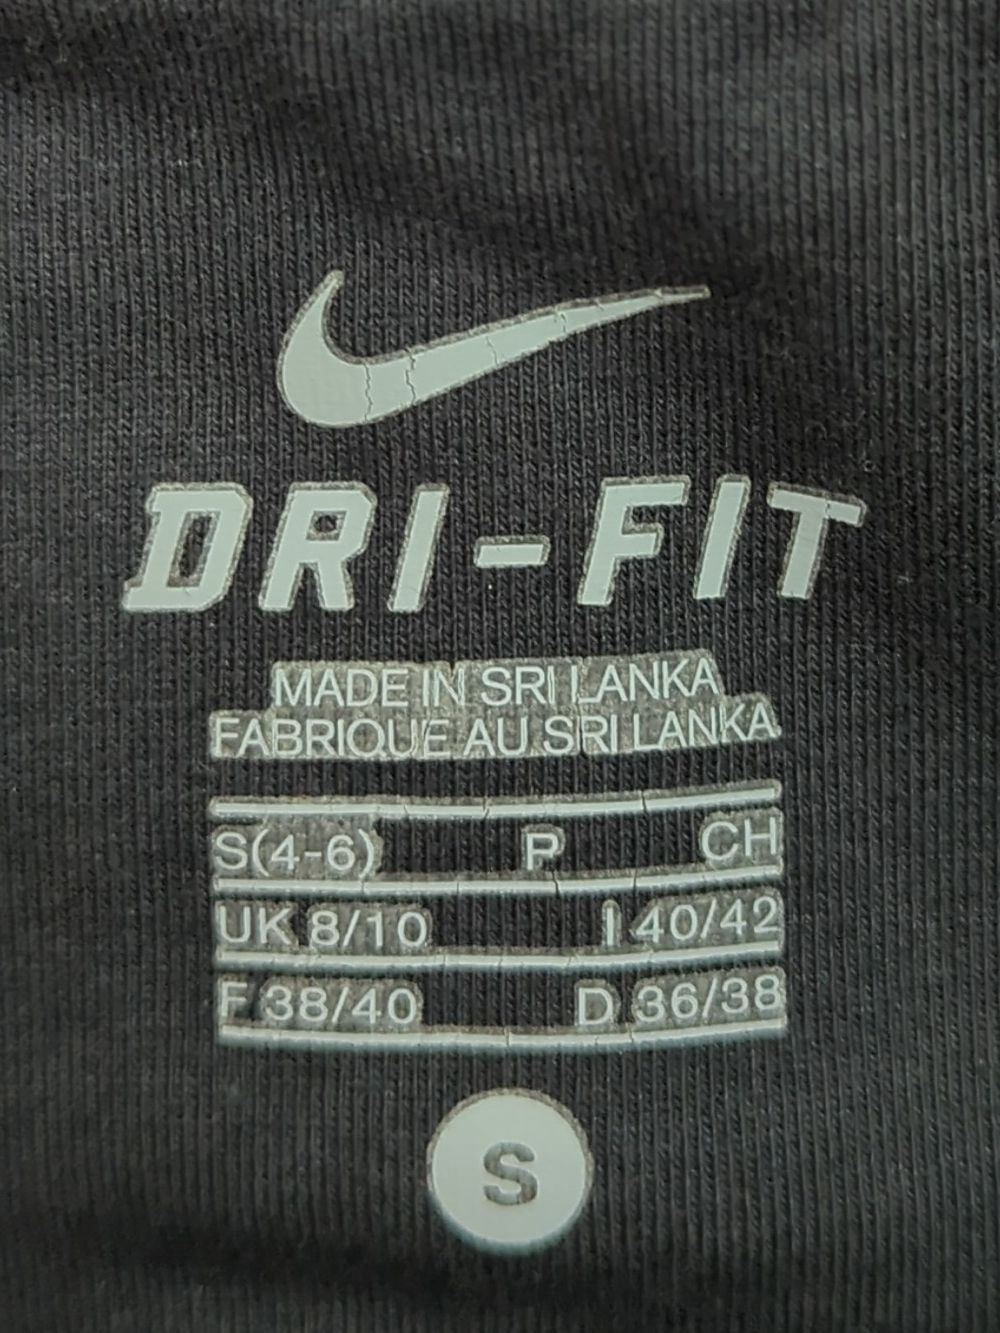 DRI-FIT
MADE IN SRI LANKA
FABRIQUE AU SRI LANKA
S(4-6) P CH
UK 8/10 I 40/42
F 38/40 D 36/38
S